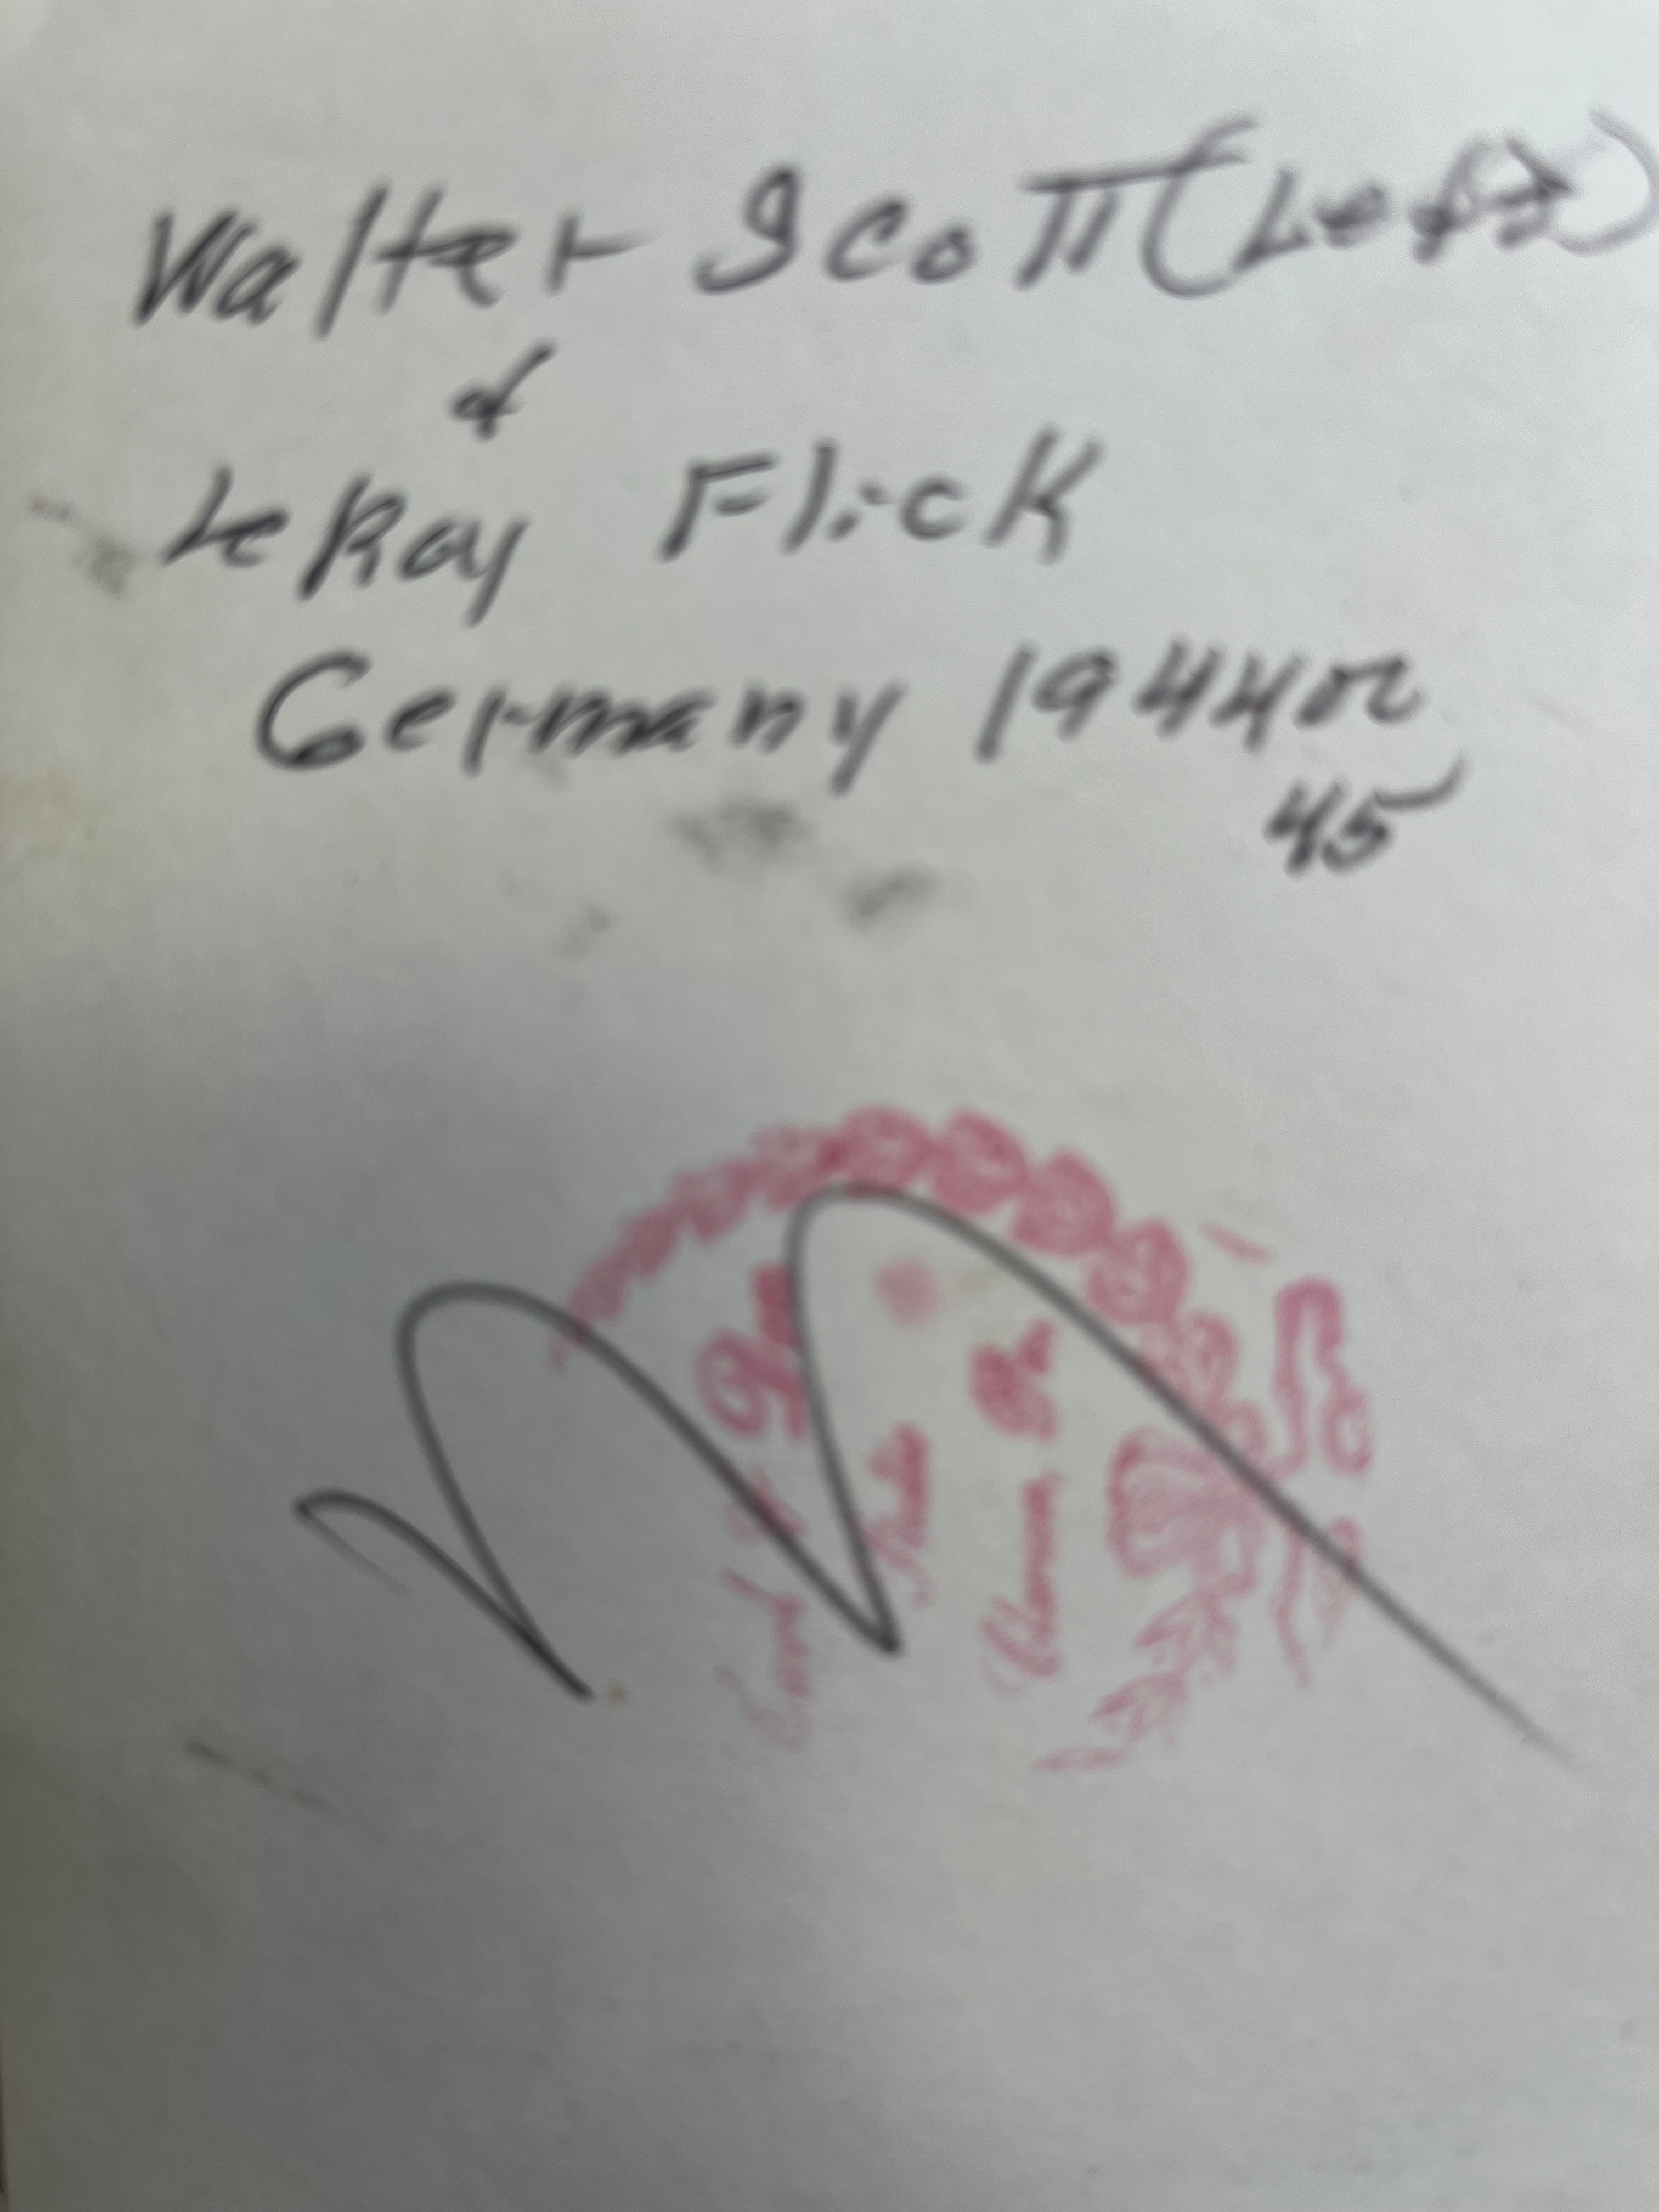 Walter Scott (Left)
&
LeRoy Flick
Germany 1944 or
45